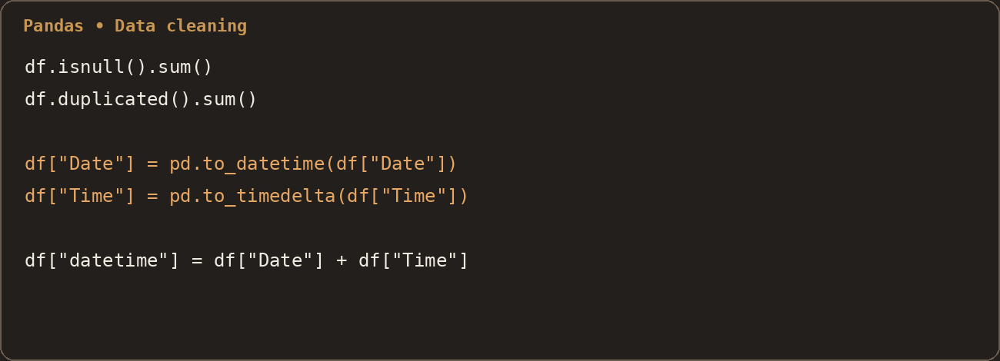 Pandas • Data cleaning
df.isnull().sum()
df.duplicated().sum()
df["Date"] = pd.to_datetime(df["Date"])
df["Time"] = pd.to_timedelta(df["Time"])
df["datetime"] = df["Date"] + df["Time"]